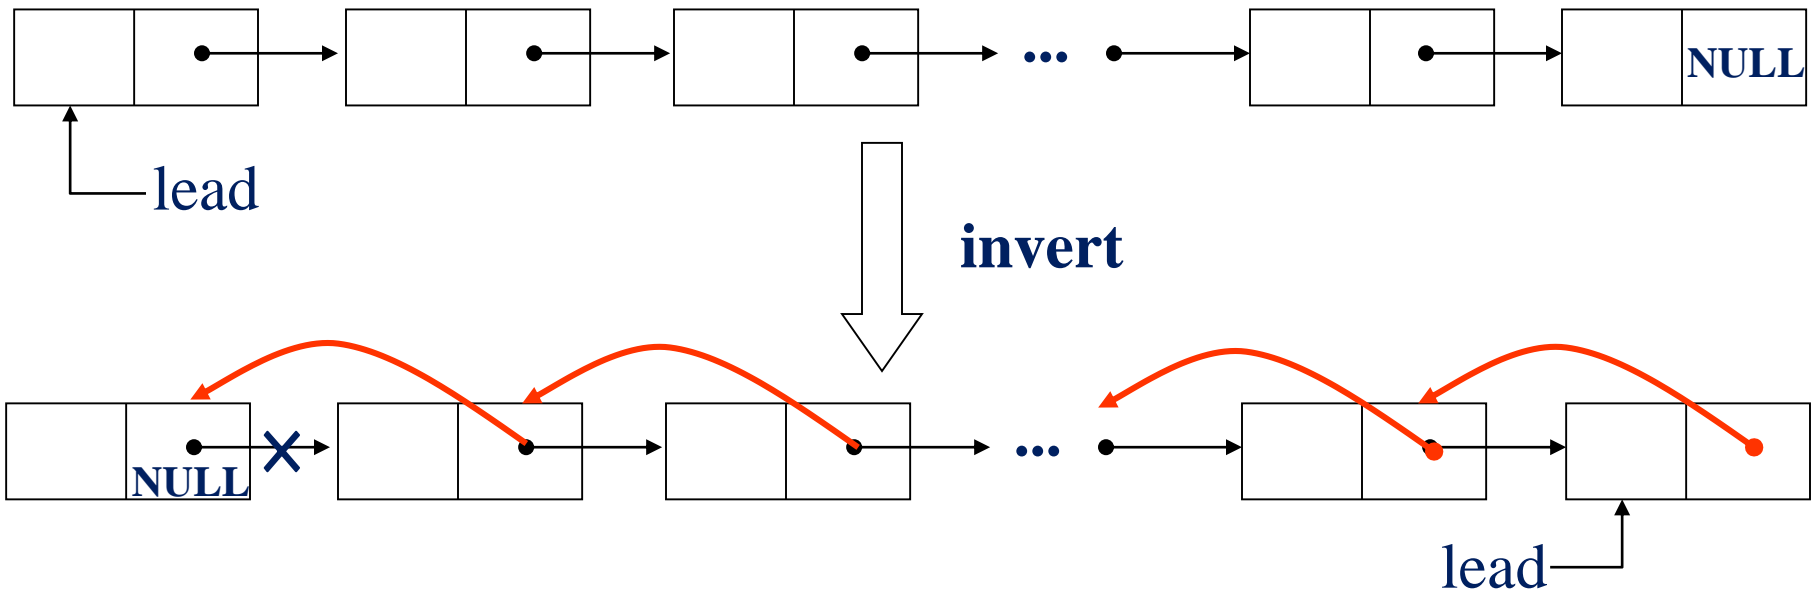 ... NULL
lead
invert
NULL ...
lead